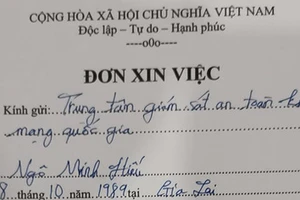 CỘNG HÒA XÃ HỘI CHỦ NGHĨA VIỆT NAM
Độc lập – Tự do – Hạnh phúc
----o0o----
ĐƠN XIN VIỆC
Kính gửi: Trung tâm giám sát an toàn
mạng quốc gia
Ngô Minh Hiếu
8 tháng 10 năm 1989 tại Gia Lai